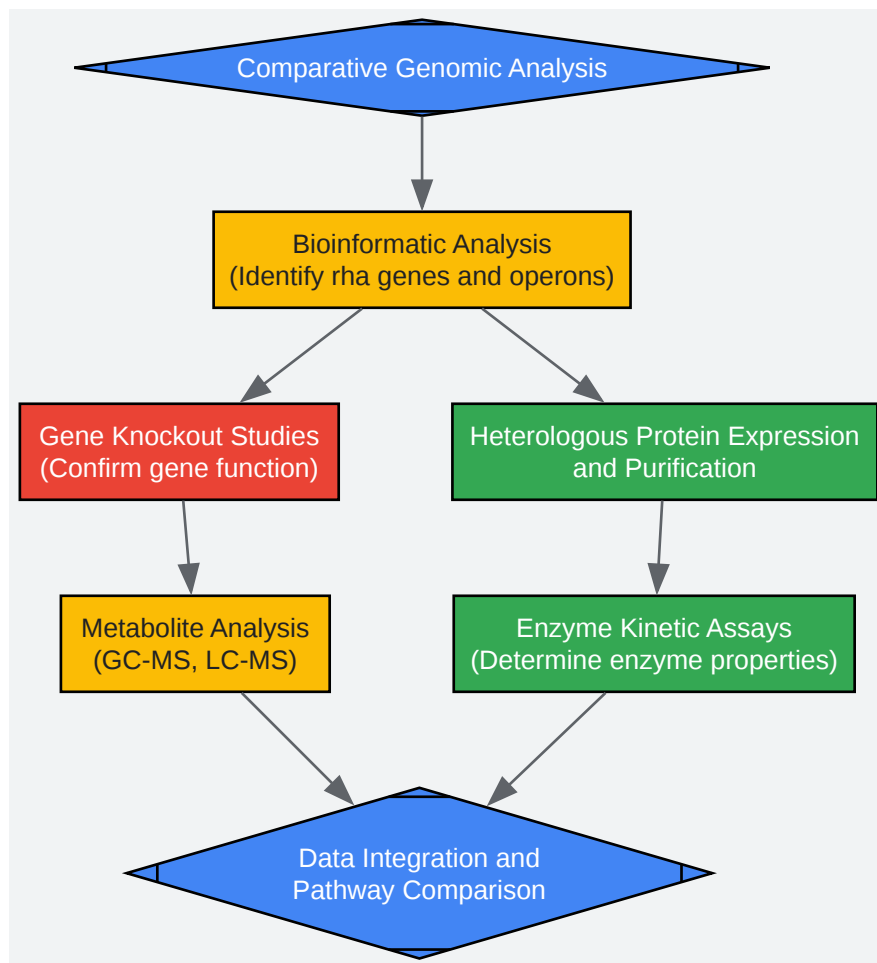 Comparative Genomic Analysis
Bioinformatic Analysis
(Identify rha genes and operons)
Gene Knockout Studies
(Confirm gene function)
Heterologous Protein Expression
and Purification
Metabolite Analysis
(GC-MS, LC-MS)
Enzyme Kinetic Assays
(Determine enzyme properties)
Data Integration and
Pathway Comparison